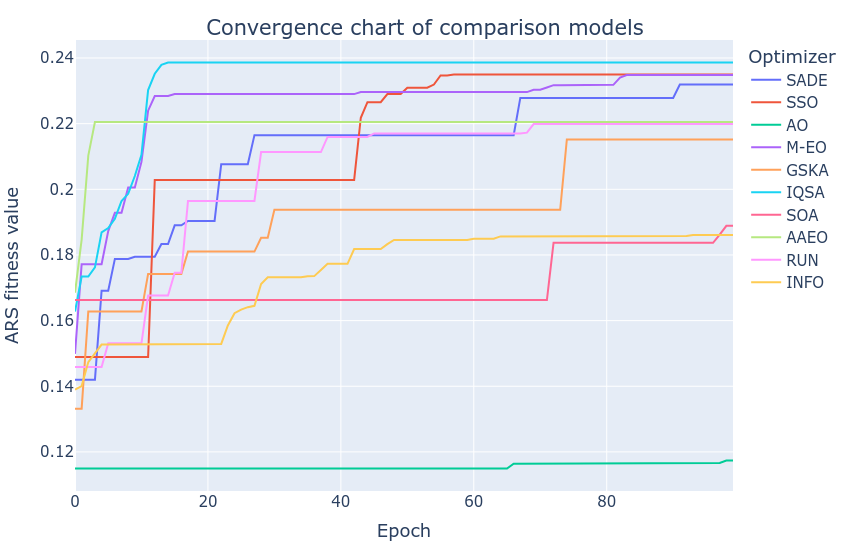 Convergence chart of comparison models
Optimizer
SADE
SSO
AO
M-EO
GSKA
IQSA
SOA
AAEO
RUN
INFO
ARS fitness value
0.24
0.22
0.2
0.18
0.16
0.14
0.12
0
20
40
60
80
Epoch